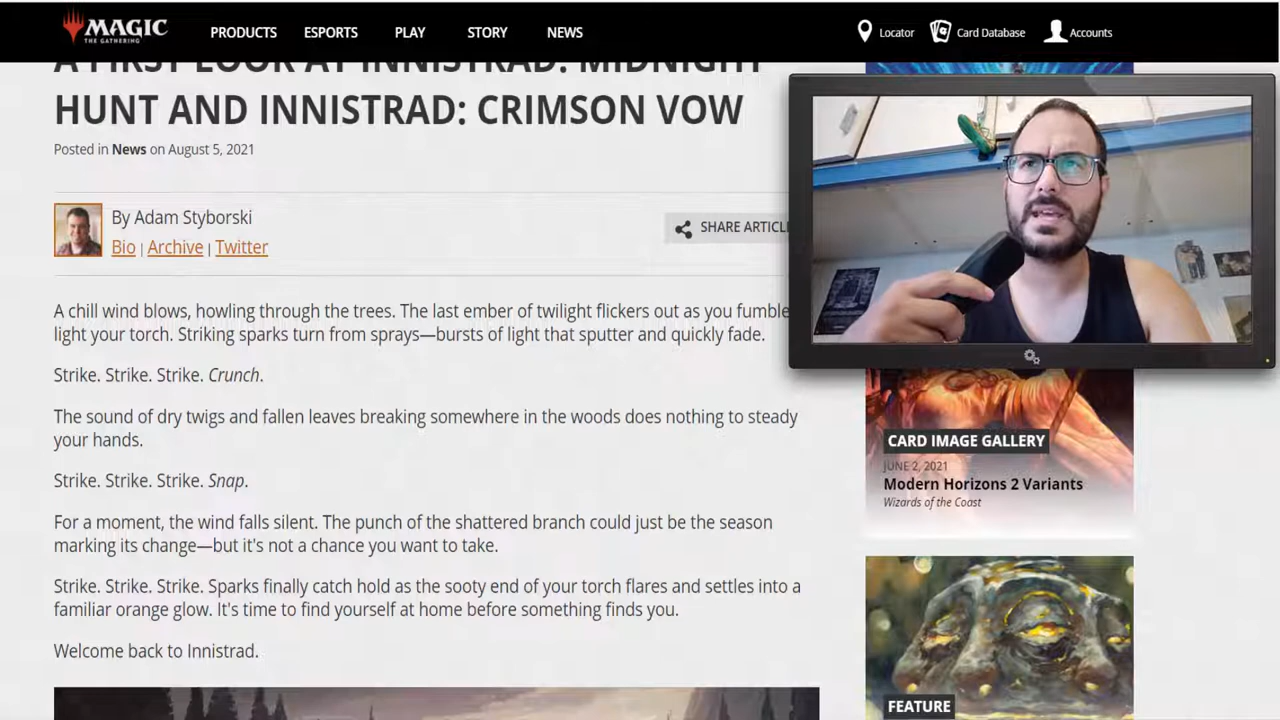 MAGIC
THE GATHERING
PRODUCTS ESPORTS PLAY STORY NEWS
Locator Card Database Accounts
A FIRST LOOK AT INNISTRAD: MIDNIGHT
HUNT AND INNISTRAD: CRIMSON VOW
Posted in News on August 5, 2021
By Adam Styborski
Bio | Archive | Twitter
SHARE ARTICL
A chill wind blows, howling through the trees. The last ember of twilight flickers out as you fumble
light your torch. Striking sparks turn from sprays—bursts of light that sputter and quickly fade.
Strike. Strike. Strike. Crunch.
The sound of dry twigs and fallen leaves breaking somewhere in the woods does nothing to steady
your hands.
Strike. Strike. Strike. Snap.
For a moment, the wind falls silent. The punch of the shattered branch could just be the season
marking its change—but it's not a chance you want to take.
Strike. Strike. Strike. Sparks finally catch hold as the sooty end of your torch flares and settles into a
familiar orange glow. It's time to find yourself at home before something finds you.
Welcome back to Innistrad.
CARD IMAGE GALLERY
JUNE 2, 2021
Modern Horizons 2 Variants
Wizards of the Coast
FEATURE